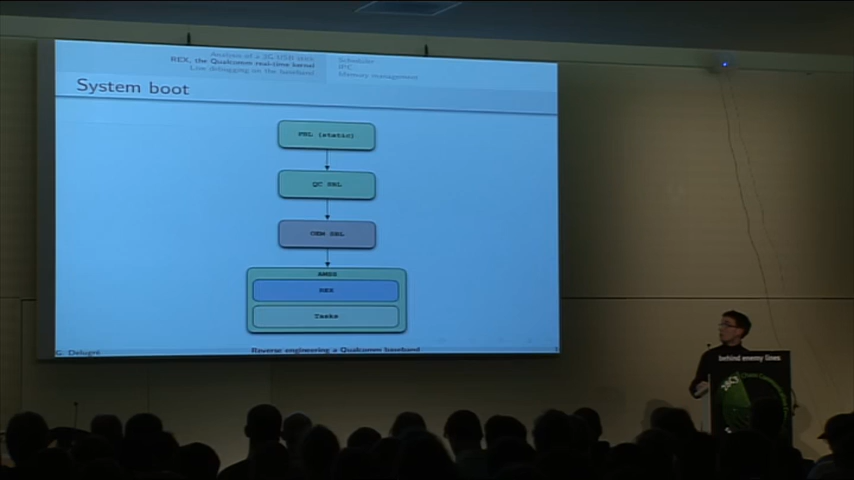 Analysis of a 3G USB stick
REX, the Qualcomm real-time kernel
Live debugging on the baseband
Scheduler
IPC
Memory management
System boot
PBL (static)
QC SBL
OEM SBL
AMSS
REX
Tasks
G. Delugré
Reverse engineering a Qualcomm baseband
behind enemy lines